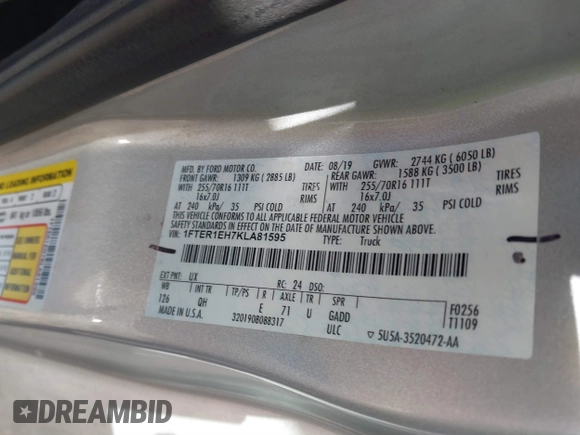 MFD. BY FORD MOTOR CO.
DATE: 08/19 GVWR: 2744 KG ( 6050 LB)
FRONT GAWR: 1309 KG ( 2885 LB) REAR GAWR: 1588 KG ( 3500 LB)
WITH 255/70R16 111T TIRES WITH 255/70R16 111T TIRES
16x7.0J RIMS 16x7.0J RIMS
AT 240 kPa/ 35 PSI COLD AT 240 kPa/ 35 PSI COLD
THIS VEHICLE CONFORMS TO ALL APPLICABLE FEDERAL MOTOR VEHICLE
SAFETY STANDARDS IN EFFECT ON THE DATE OF MANUFACTURE SHOWN ABOVE.
VIN: 1FTER1EH7KLA81595 TYPE: Truck
EXT PNT: UX RC: 24 DSO:
WB INT TR TP/PS R AXLE TR SPR
126 QH E 71 U GADD F0256
MADE IN U.S.A. 3201908088317 ULC T1109
5U5A-3520472-AA
LOADING INFORMATION
DREAMBID